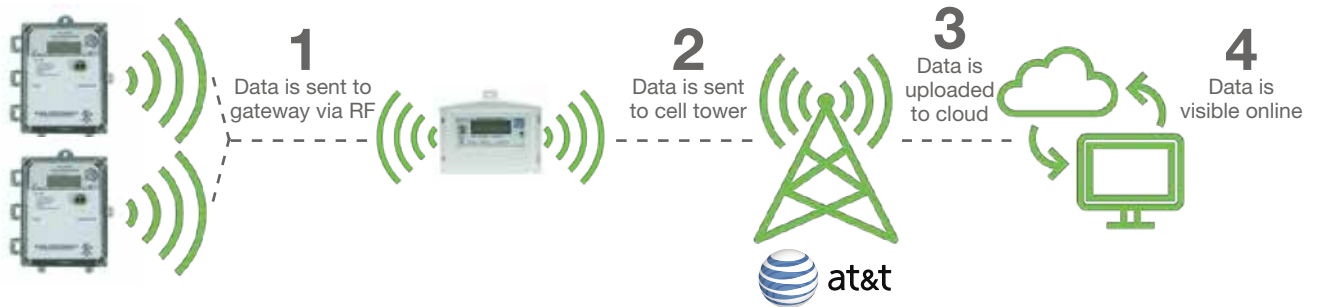 1
Data is sent to
gateway via RF
2
Data is sent
to cell tower
3
Data is
uploaded
to cloud
4
Data is
visible online
at&t